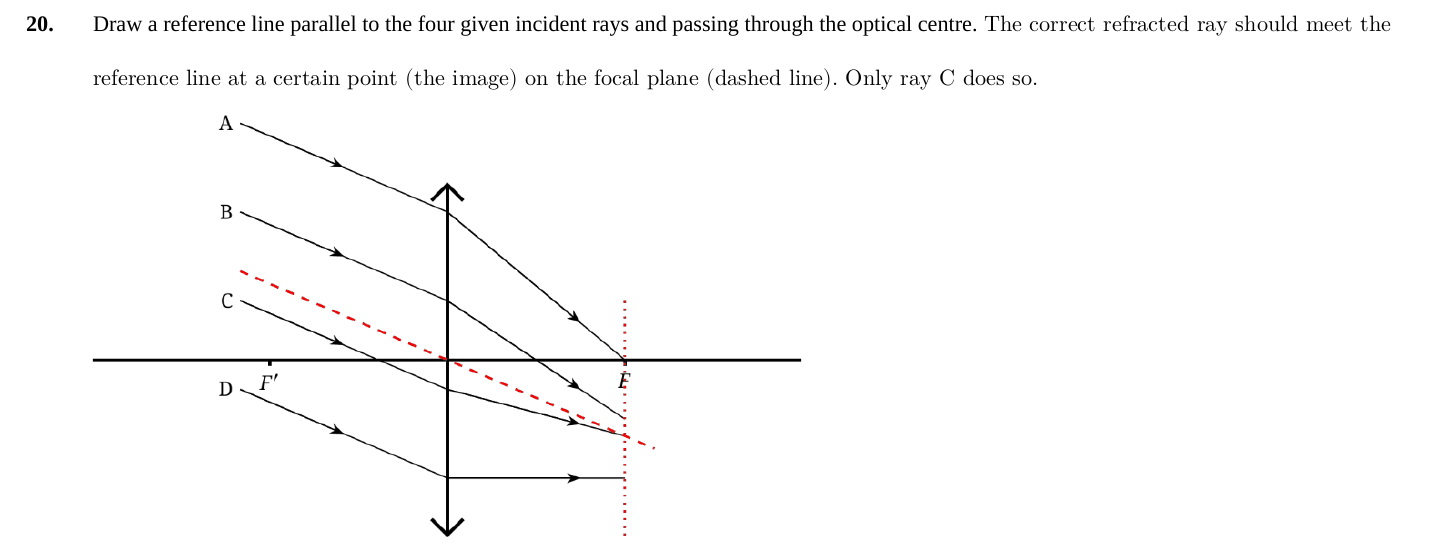 20. Draw a reference line parallel to the four given incident rays and passing through the optical centre. The correct refracted ray should meet the
reference line at a certain point (the image) on the focal plane (dashed line). Only ray C does so.
A
B
C
F
D F′